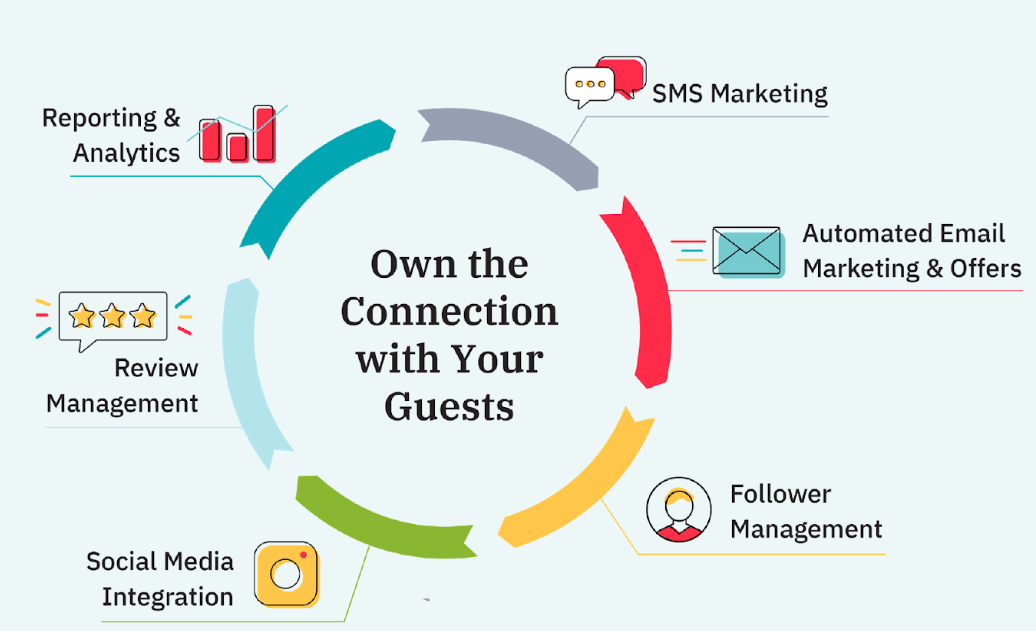 SMS Marketing
Reporting &
Analytics
Automated Email
Marketing & Offers
Own the
Connection
with Your
Guests
Review
Management
Follower
Management
Social Media
Integration